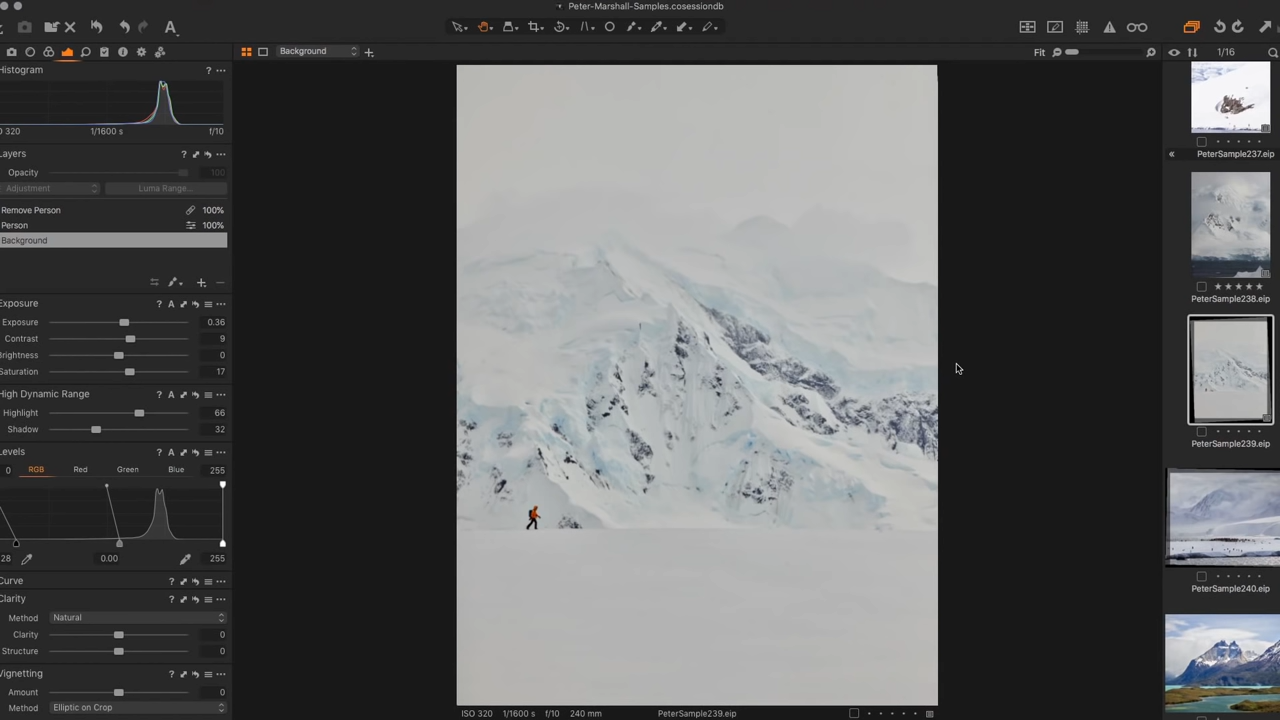 Peter-Marshall-Samples.cosessiondb
Background
Fit
1/16
Histogram
O 320 1/1600 s f/10
Layers
Opacity 100
Adjustment Luma Range...
Remove Person 100%
Person 100%
Background
Exposure
Exposure 0.36
Contrast 9
Brightness 0
Saturation 17
High Dynamic Range
Highlight 66
Shadow 32
Levels
0 RGB Red Green Blue 255
28 0.00 255
Curve
Clarity
Method Natural
Clarity 0
Structure 0
Vignetting
Amount 0
Method Elliptic on Crop
ISO 320 1/1600 s f/10 240 mm PeterSample239.eip
PeterSample237.eip
PeterSample238.eip
PeterSample239.eip
PeterSample240.eip